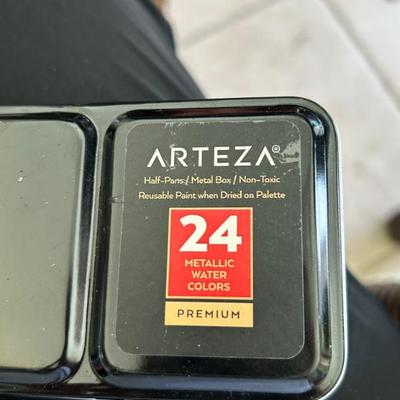 ARTEZA®
Half-Pans / Metal Box / Non-Toxic
Reusable Paint when Dried on Palette
24
METALLIC
WATER
COLORS
PREMIUM